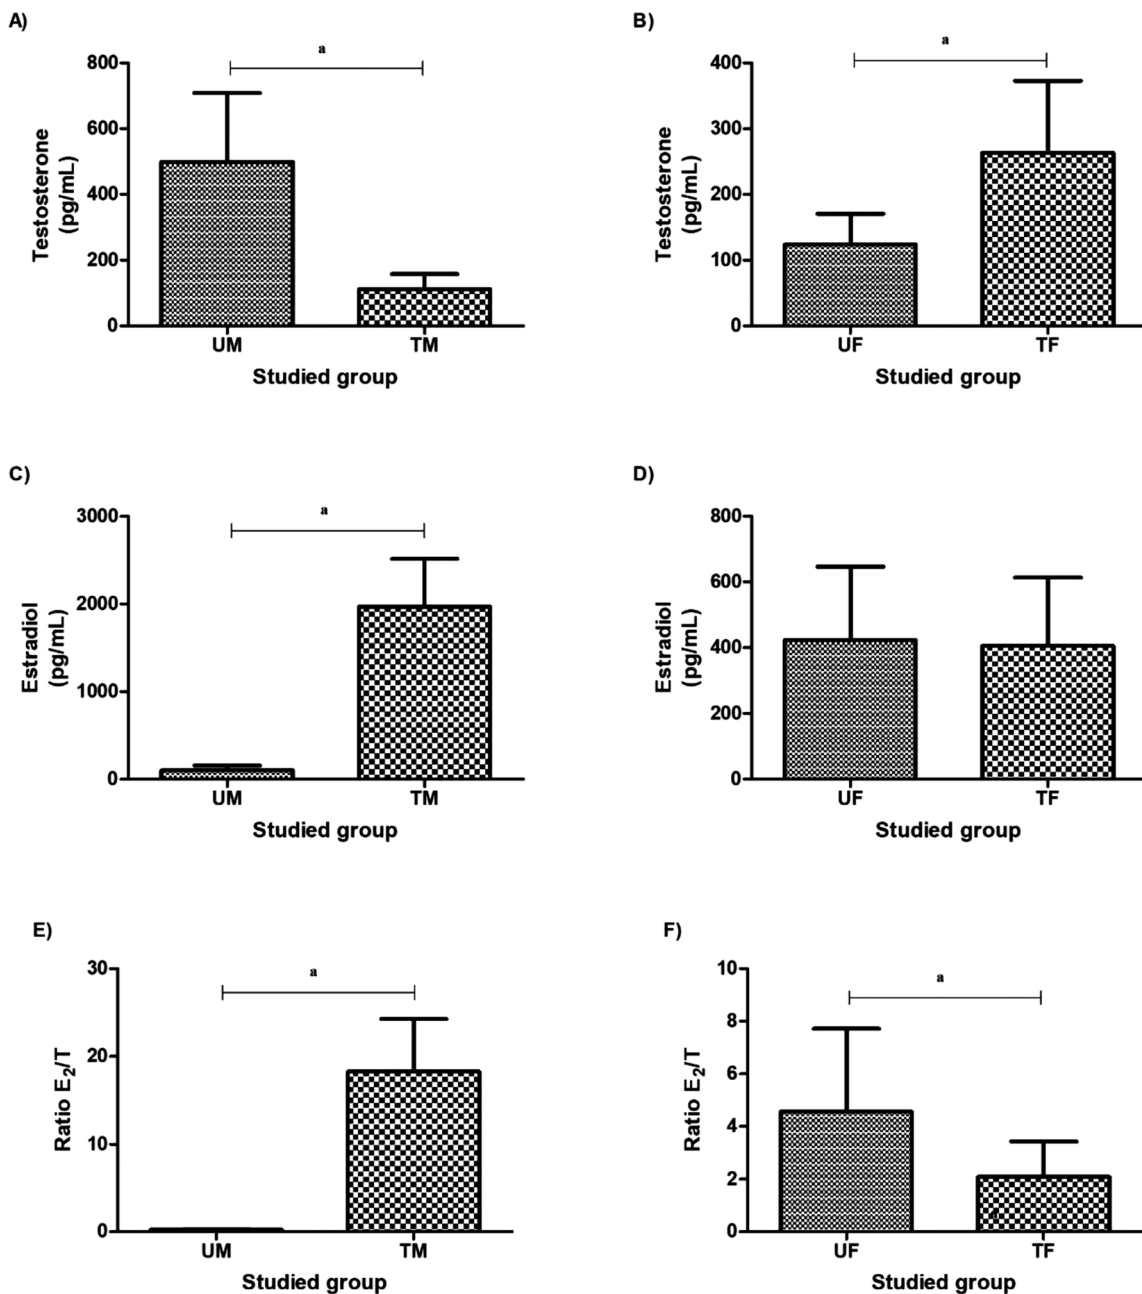 A)
a
Testosterone
(pg/mL)
800
600
400
200
0
UM TM
Studied group
B)
a
Testosterone
(pg/mL)
400
300
200
100
0
UF TF
Studied group
C)
a
Estradiol
(pg/mL)
3000
2000
1000
0
UM TM
Studied group
D)
Estradiol
(pg/mL)
800
600
400
200
0
UF TF
Studied group
E)
a
Ratio E₂/T
30
20
10
0
UM TM
Studied group
F)
a
Ratio E₂/T
10
8
6
4
2
0
UF TF
Studied group